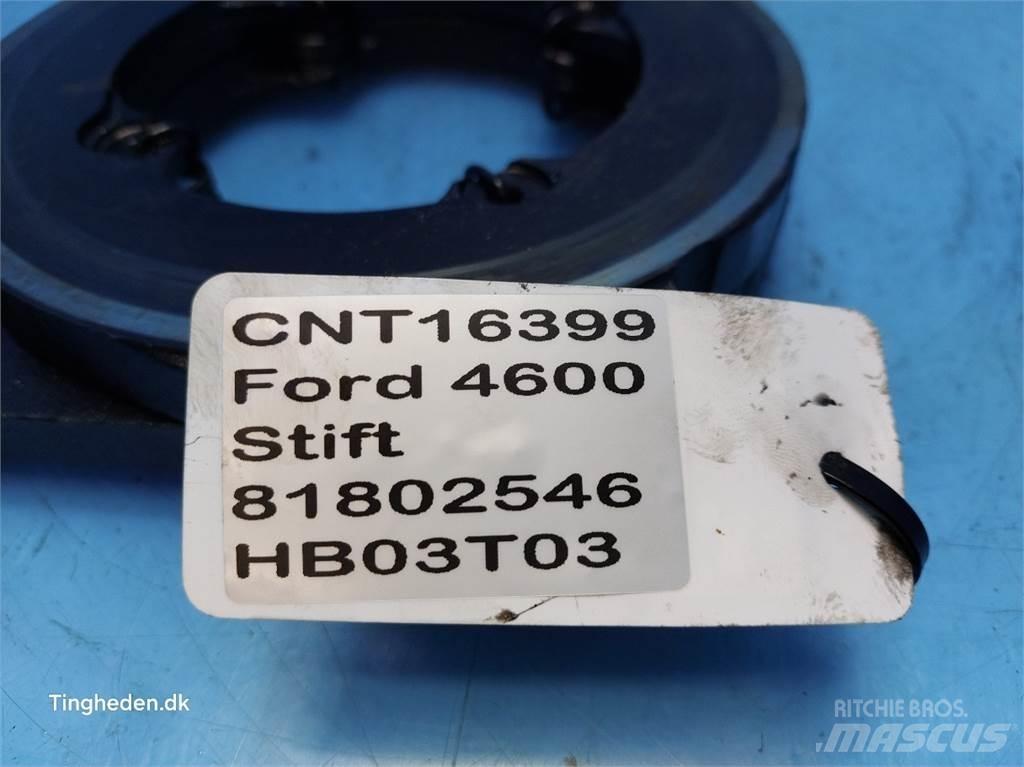 CNT16399
Ford 4600
Stift
81802546
HB03T03
Tingheden.dk
RITCHIE BROS.
MASCUS